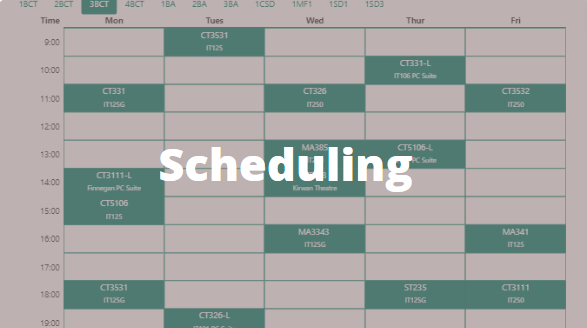 1BCT 2BCT 3BCT 4BCT 1BA 2BA 3BA 1CSD 1MF1 1SD1 1SD3
Time Mon Tues Wed Thur Fri
9:00 CT3531
IT125
10:00 CT331-L
IT106 PC Suite
11:00 CT331 CT326 CT3532
IT125G IT250 IT250
12:00
13:00 MA385 CT5106-L
PC Suite
Scheduling
14:00 CT3111-L
Finnegan PC Suite Kirwan Theatre
15:00 CT5106
IT125
16:00 MA3343 MA341
IT125G IT125
17:00
18:00 CT3531 ST235 CT3111
IT125G IT125G IT250
19:00 CT326-L